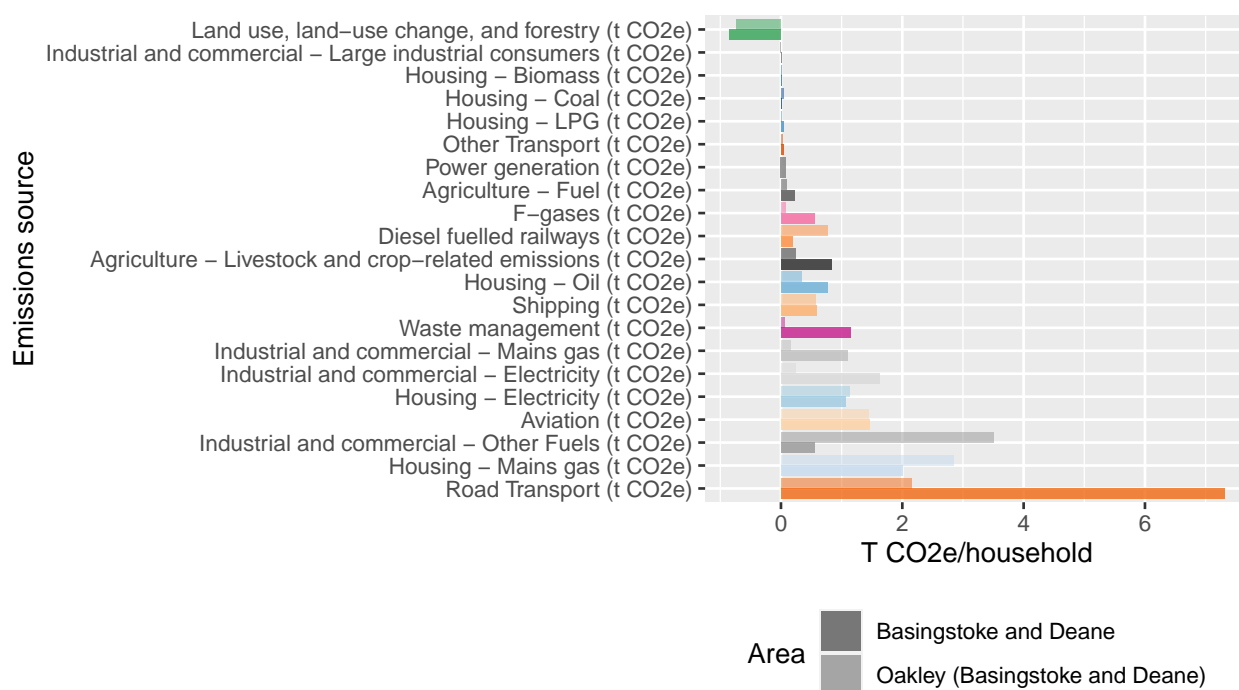 Land use, land−use change, and forestry (t CO2e)
Industrial and commercial − Large industrial consumers (t CO2e)
Housing − Biomass (t CO2e)
Housing − Coal (t CO2e)
Housing − LPG (t CO2e)
Other Transport (t CO2e)
Power generation (t CO2e)
Agriculture − Fuel (t CO2e)
F−gases (t CO2e)
Diesel fuelled railways (t CO2e)
Agriculture − Livestock and crop−related emissions (t CO2e)
Housing − Oil (t CO2e)
Shipping (t CO2e)
Waste management (t CO2e)
Industrial and commercial − Mains gas (t CO2e)
Industrial and commercial − Electricity (t CO2e)
Housing − Electricity (t CO2e)
Aviation (t CO2e)
Industrial and commercial − Other Fuels (t CO2e)
Housing − Mains gas (t CO2e)
Road Transport (t CO2e)
Emissions source
0 2 4 6
T CO2e/household
Area
Basingstoke and Deane
Oakley (Basingstoke and Deane)